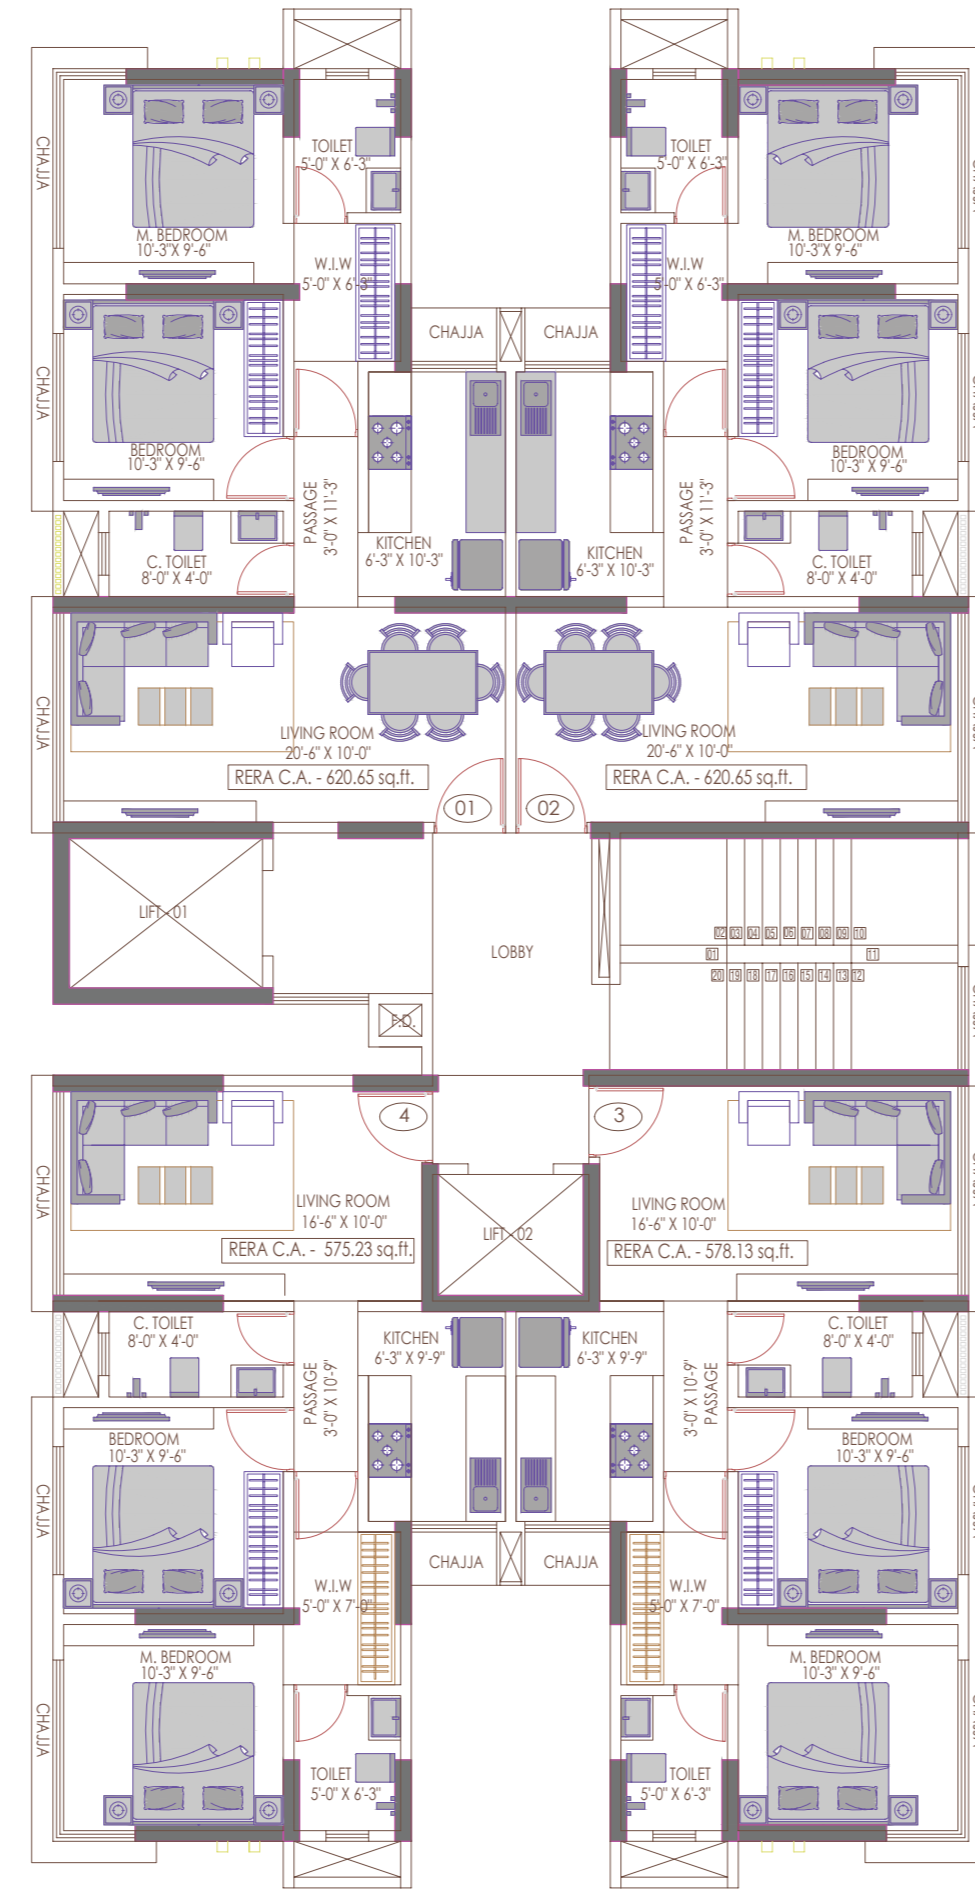 TOILET
5'-0" X 6'-3"
TOILET
5'-0" X 6'-3"
CHAJJA
M. BEDROOM
10'-3"X 9'-6"
M. BEDROOM
10'-3"X 9'-6"
W.I.W
5'-0" X 6'-3"
W.I.W
5'-0" X 6'-3"
CHAJJA
CHAJJA
CHAJJA
BEDROOM
10'-3" X 9'-6"
BEDROOM
10'-3" X 9'-6"
PASSAGE
3'-0" X 11'-3"
PASSAGE
3'-0" X 11'-3"
KITCHEN
6'-3" X 10'-3"
KITCHEN
6'-3" X 10'-3"
C. TOILET
8'-0" X 4'-0"
C. TOILET
8'-0" X 4'-0"
CHAJJA
LIVING ROOM
20'-6" X 10'-0"
RERA C.A. - 620.65 sq.ft.
LIVING ROOM
20'-6" X 10'-0"
RERA C.A. - 620.65 sq.ft.
01
02
LIFT - 01
LOBBY
02 03 04 05 06 07 08 09 10
01 11
20 19 18 17 16 15 14 13 12
F.D.
4
3
CHAJJA
LIVING ROOM
16'-6" X 10'-0"
RERA C.A. - 575.23 sq.ft.
LIFT - 02
LIVING ROOM
16'-6" X 10'-0"
RERA C.A. - 578.13 sq.ft.
C. TOILET
8'-0" X 4'-0"
KITCHEN
6'-3" X 9'-9"
KITCHEN
6'-3" X 9'-9"
C. TOILET
8'-0" X 4'-0"
PASSAGE
3'-0" X 10'-9"
3'-0" X 10'-9"
PASSAGE
BEDROOM
10'-3" X 9'-6"
BEDROOM
10'-3" X 9'-6"
CHAJJA
CHAJJA
CHAJJA
W.I.W
5'-0" X 7'-0"
W.I.W
5'-0" X 7'-0"
M. BEDROOM
10'-3" X 9'-6"
M. BEDROOM
10'-3" X 9'-6"
CHAJJA
TOILET
5'-0" X 6'-3"
TOILET
5'-0" X 6'-3"